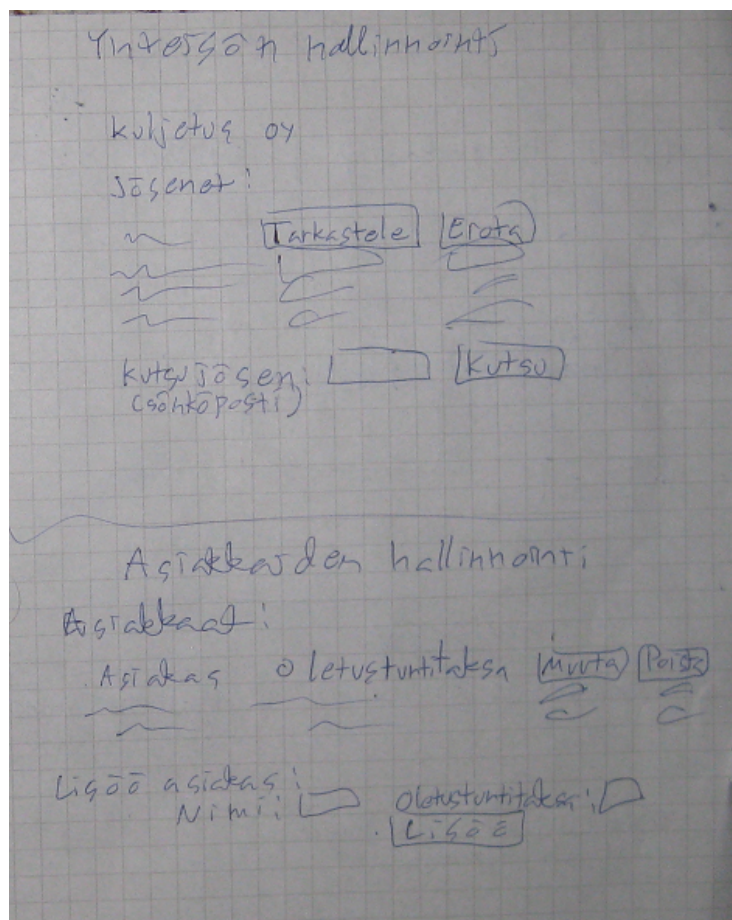 Yhteisön hallinnointi
Kuljetus oy
Jäsenet:
Tarkastele Erota
Kutsu jäsen: Kutsu
(sähköposti)
Asiakkaiden hallinnointi
Asiakkaat:
Asiakas Oletustuntitaksa Muuta Poista
Lisää asiakas:
Nimi: Oletustuntitaksa:
Lisää